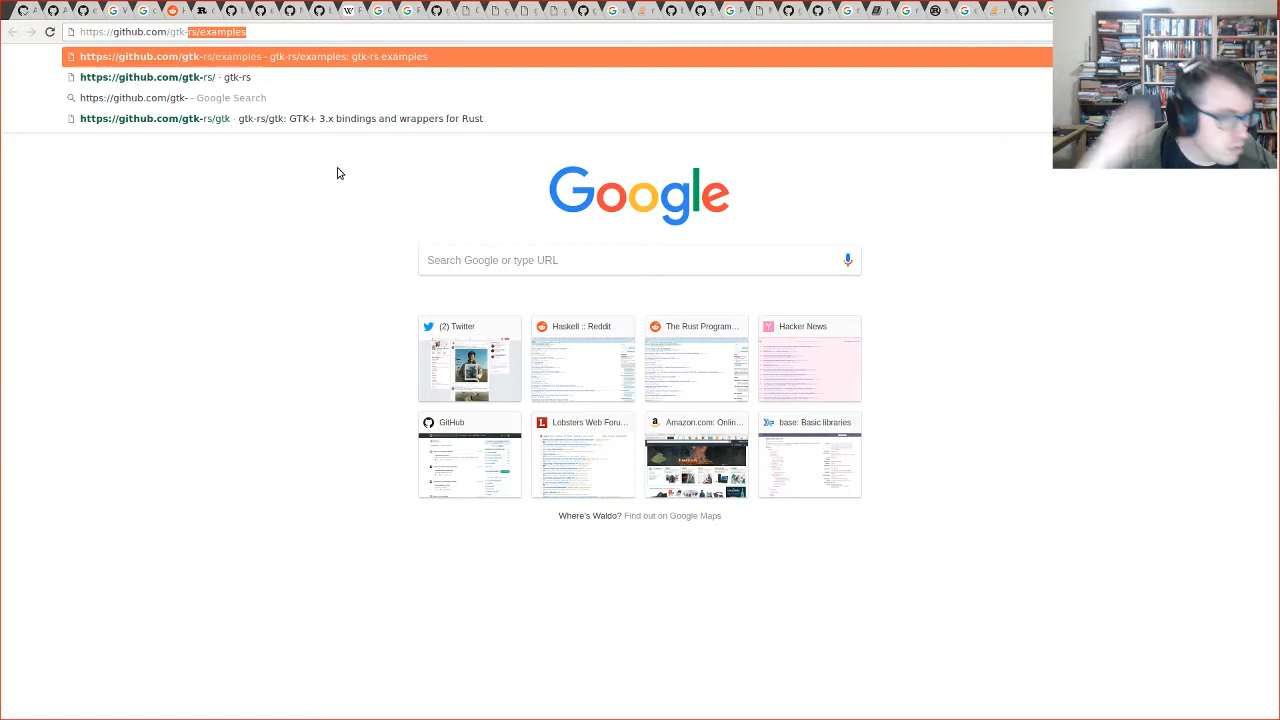 https://github.com/gtk-rs/examples
https://github.com/gtk-rs/examples - gtk-rs/examples: gtk-rs examples
https://github.com/gtk-rs/ - gtk-rs
https://github.com/gtk- - Google Search
https://github.com/gtk-rs/gtk - gtk-rs/gtk: GTK+ 3.x bindings and wrappers for Rust
Google
Search Google or type URL
(2) Twitter
Haskell :: Reddit
The Rust Program…
Hacker News
GitHub
Lobsters Web Foru…
Amazon.com: Onlin…
base: Basic libraries
Where's Waldo? Find out on Google Maps